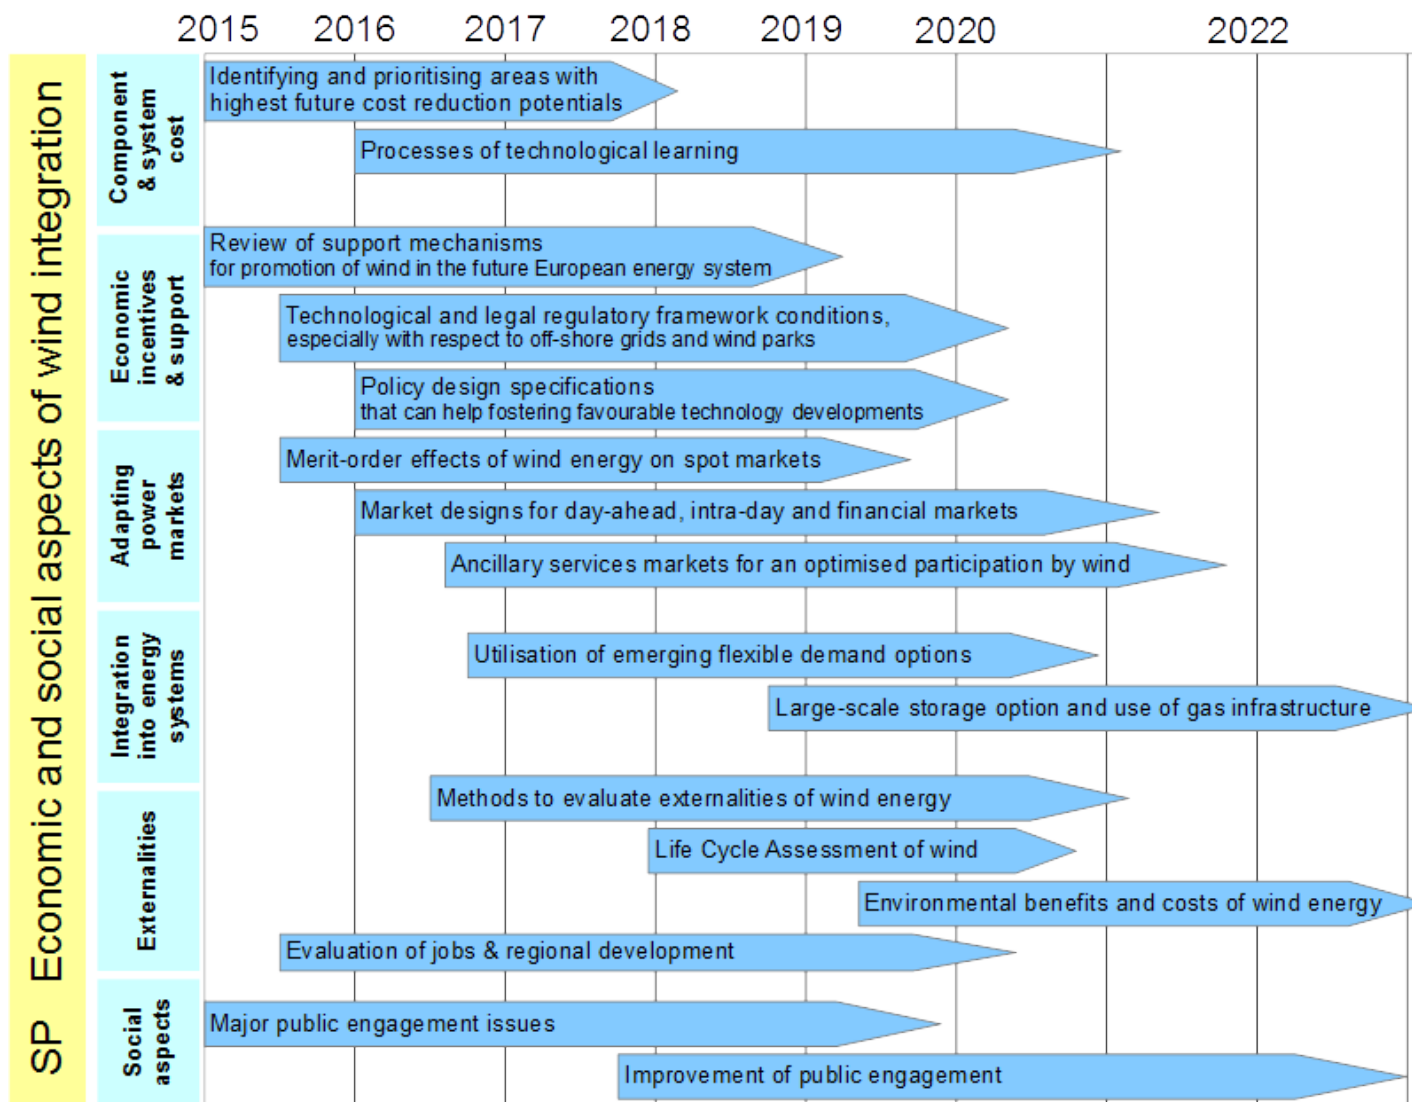 2015 2016 2017 2018 2019 2020 2022
SP Economic and social aspects of wind integration
Component
& system
cost
Identifying and prioritising areas with
highest future cost reduction potentials
Processes of technological learning
Economic
incentives
& support
Review of support mechanisms
for promotion of wind in the future European energy system
Technological and legal regulatory framework conditions,
especially with respect to off-shore grids and wind parks
Policy design specifications
that can help fostering favourable technology developments
Adapting
power
markets
Merit-order effects of wind energy on spot markets
Market designs for day-ahead, intra-day and financial markets
Ancillary services markets for an optimised participation by wind
Integration
into energy
systems
Utilisation of emerging flexible demand options
Large-scale storage option and use of gas infrastructure
Externalities
Methods to evaluate externalities of wind energy
Life Cycle Assessment of wind
Environmental benefits and costs of wind energy
Evaluation of jobs & regional development
Social
aspects
Major public engagement issues
Improvement of public engagement